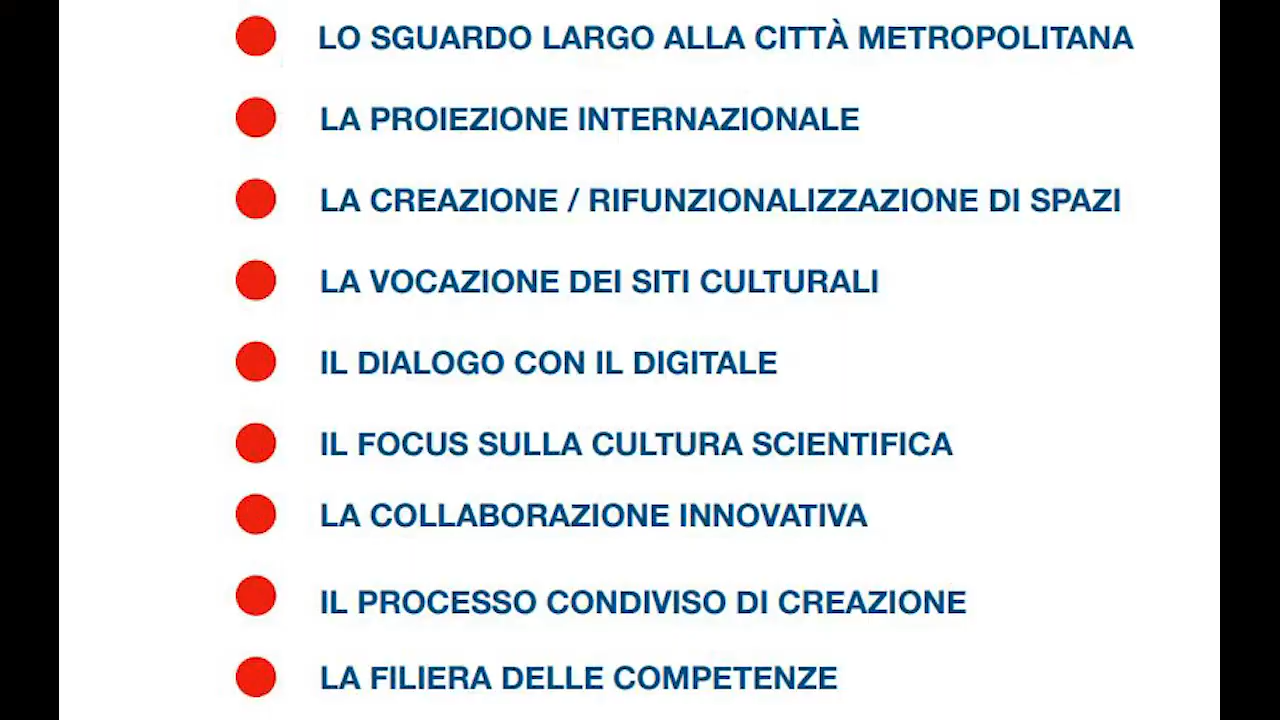 LO SGUARDO LARGO ALLA CITTÀ METROPOLITANA
LA PROIEZIONE INTERNAZIONALE
LA CREAZIONE / RIFUNZIONALIZZAZIONE DI SPAZI
LA VOCAZIONE DEI SITI CULTURALI
IL DIALOGO CON IL DIGITALE
IL FOCUS SULLA CULTURA SCIENTIFICA
LA COLLABORAZIONE INNOVATIVA
IL PROCESSO CONDIVISO DI CREAZIONE
LA FILIERA DELLE COMPETENZE